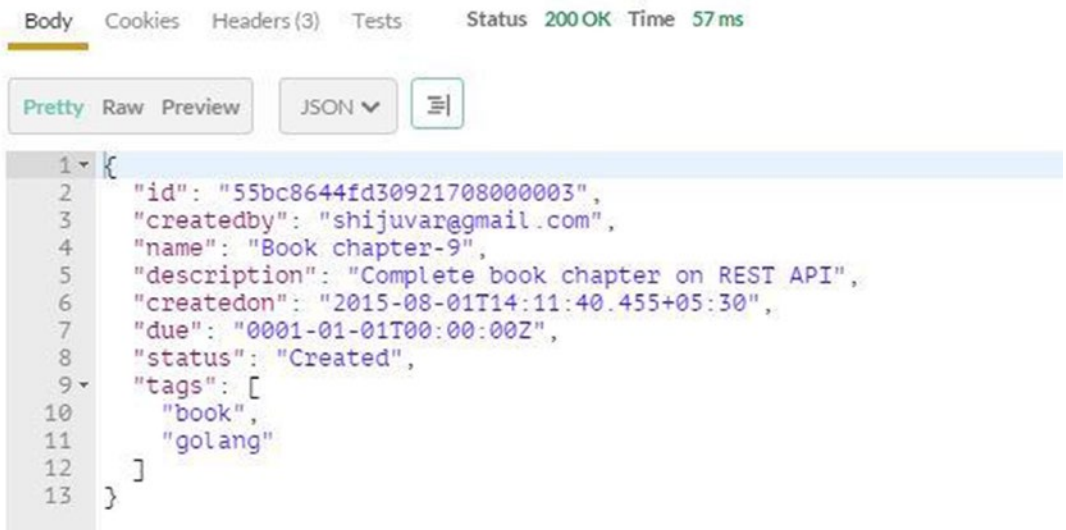 Body Cookies Headers (3) Tests Status 200 OK Time 57 ms
Pretty Raw Preview JSON
1 {
2 "id": "55bc8644fd30921708000003",
3 "createdby": "shijuvar@gmail.com",
4 "name": "Book chapter-9",
5 "description": "Complete book chapter on REST API",
6 "createdon": "2015-08-01T14:11:40.455+05:30",
7 "due": "0001-01-01T00:00:00Z",
8 "status": "Created",
9 "tags": [
10 "book",
11 "golang"
12 ]
13 }